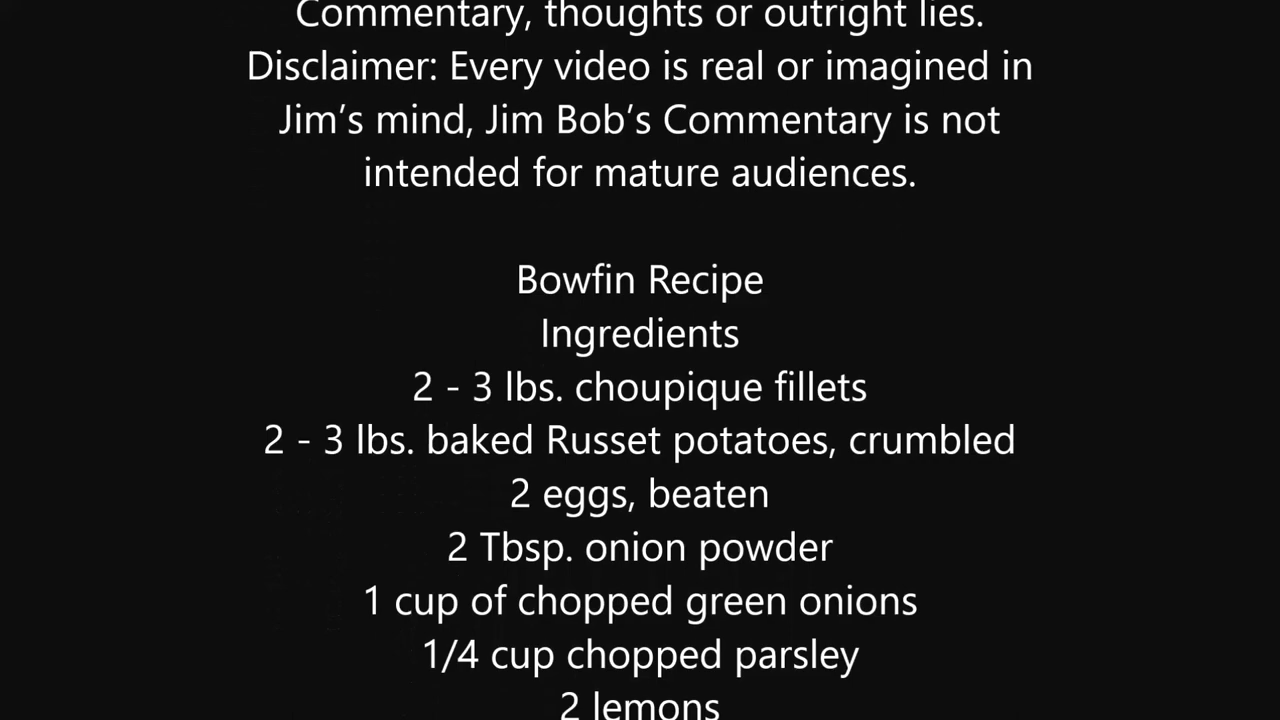 Commentary, thoughts or outright lies.
Disclaimer: Every video is real or imagined in
Jim’s mind, Jim Bob’s Commentary is not
intended for mature audiences.
Bowfin Recipe
Ingredients
2 - 3 lbs. choupique fillets
2 - 3 lbs. baked Russet potatoes, crumbled
2 eggs, beaten
2 Tbsp. onion powder
1 cup of chopped green onions
1/4 cup chopped parsley
2 lemons